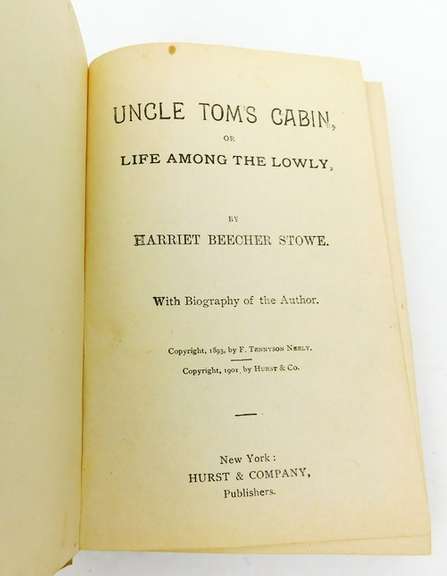 UNCLE TOM'S CABIN,
OR
LIFE AMONG THE LOWLY,
BY
HARRIET BEECHER STOWE.
With Biography of the Author.
Copyright, 1893, by F. TENNYSON NEELY.
Copyright, 1901 by HURST & CO.
New York:
HURST & COMPANY,
Publishers.